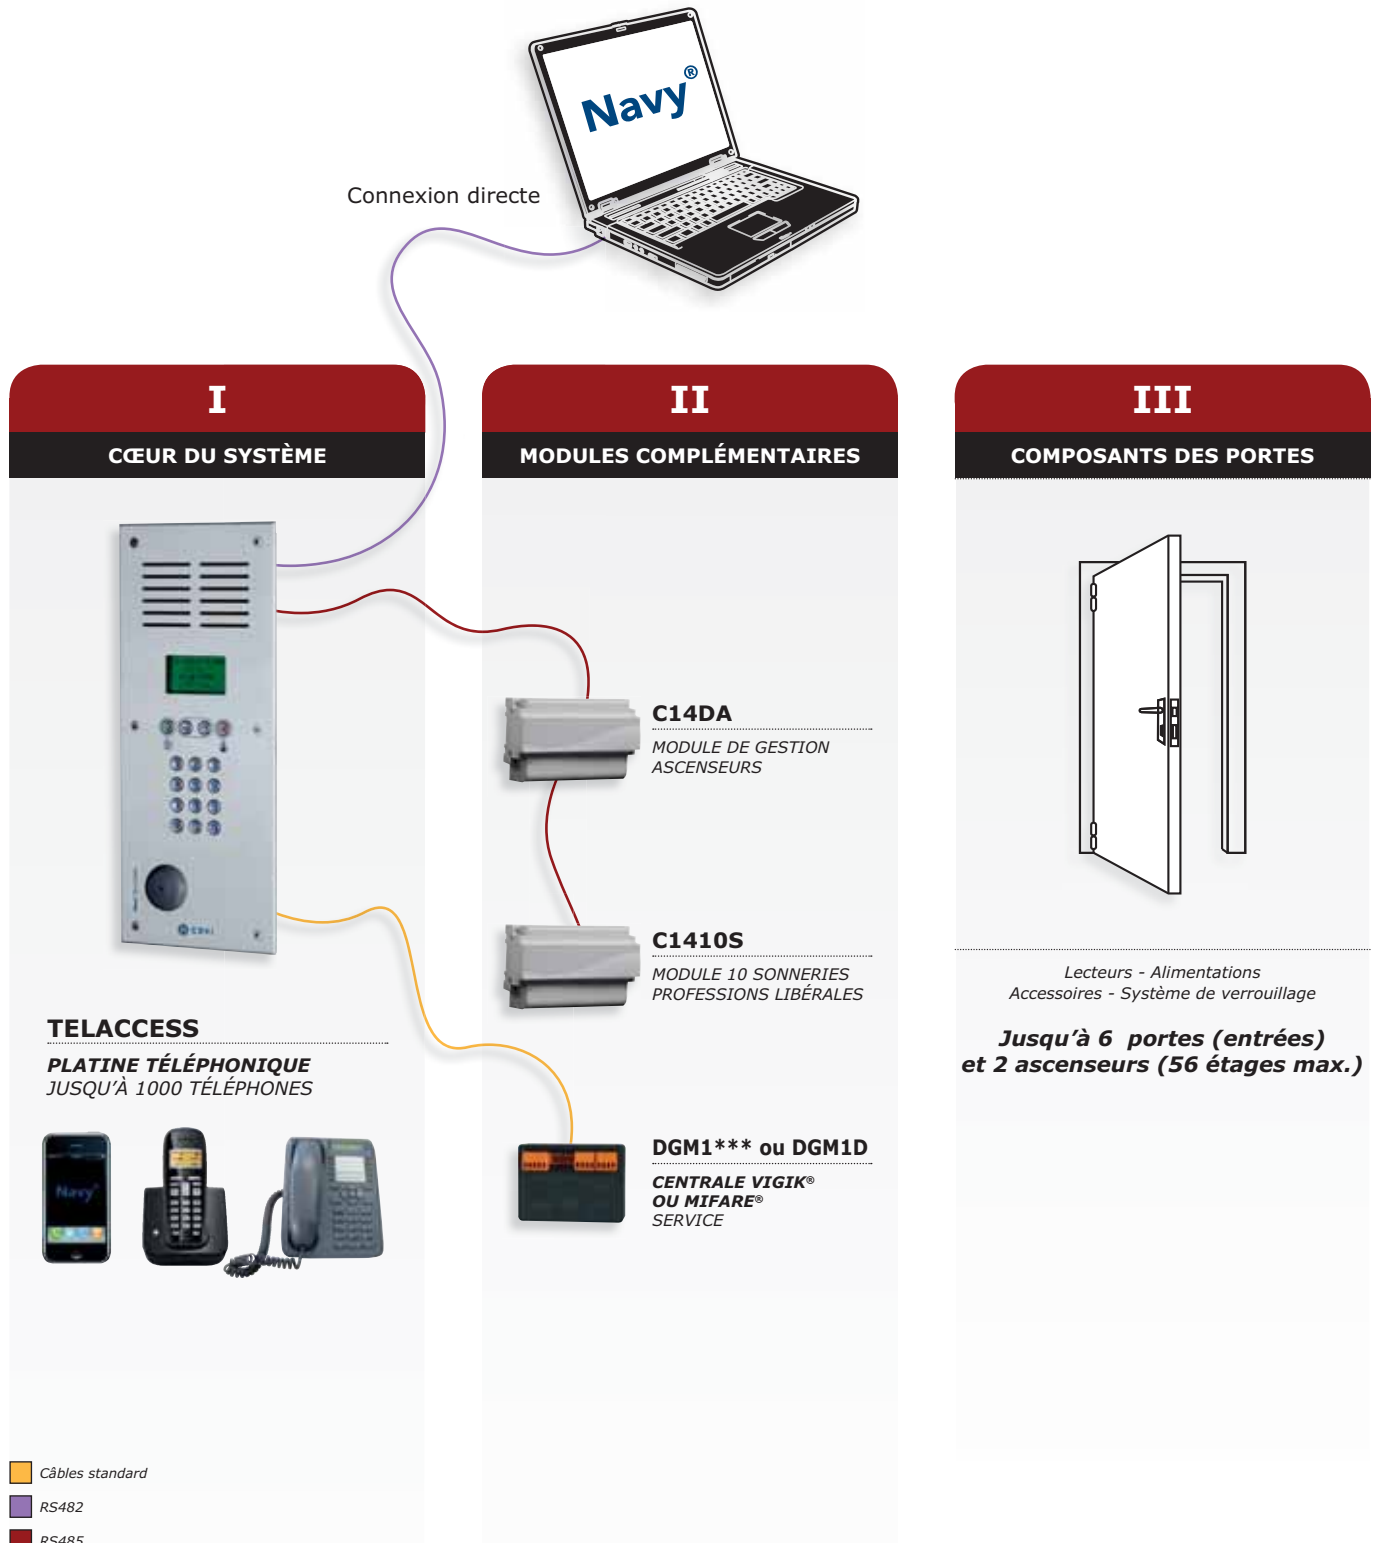 Navy®
Connexion directe
I
CŒUR DU SYSTÈME
TELACCESS
PLATINE TÉLÉPHONIQUE
JUSQU'À 1000 TÉLÉPHONES
Navy
II
MODULES COMPLÉMENTAIRES
C14DA
MODULE DE GESTION
ASCENSEURS
C1410S
MODULE 10 SONNERIES
PROFESSIONS LIBÉRALES
DGM1*** ou DGM1D
CENTRALE VIGIK®
OU MIFARE®
SERVICE
III
COMPOSANTS DES PORTES
Lecteurs - Alimentations
Accessoires - Système de verrouillage
Jusqu'à 6 portes (entrées)
et 2 ascenseurs (56 étages max.)
Câbles standard
RS482
RS485